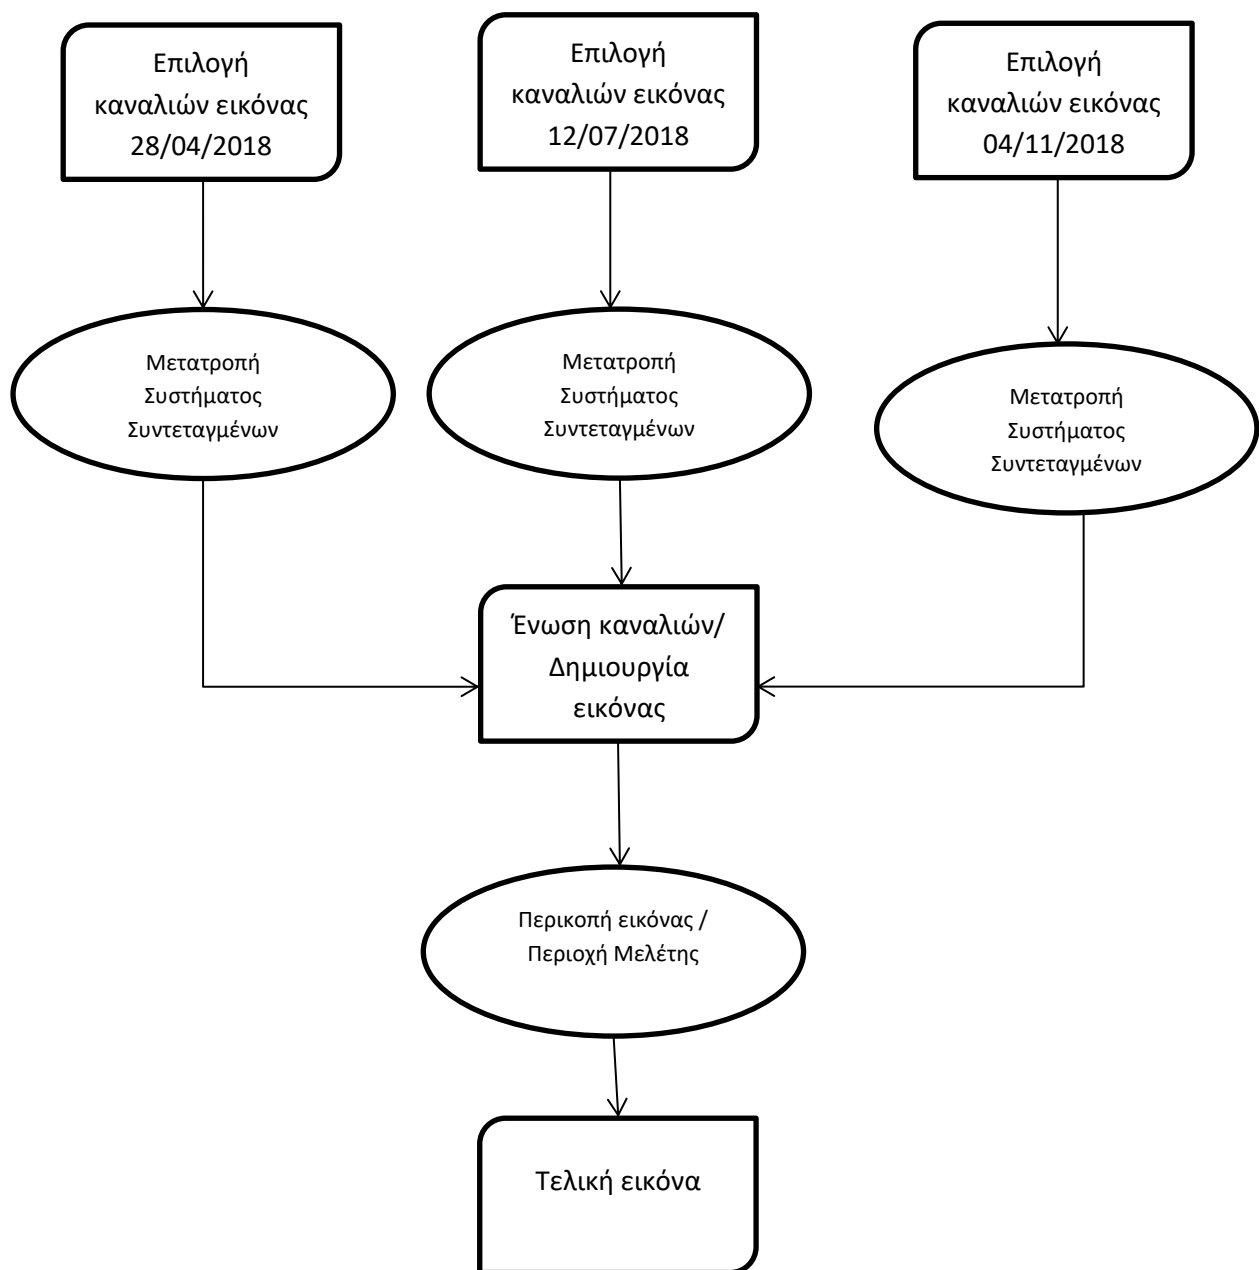 Επιλογή
καναλιών εικόνας
28/04/2018
Επιλογή
καναλιών εικόνας
12/07/2018
Επιλογή
καναλιών εικόνας
04/11/2018
Μετατροπή
Συστήματος
Συντεταγμένων
Μετατροπή
Συστήματος
Συντεταγμένων
Μετατροπή
Συστήματος
Συντεταγμένων
Ένωση καναλιών/
Δημιουργία
εικόνας
Περικοπή εικόνας /
Περιοχή Μελέτης
Τελική εικόνα